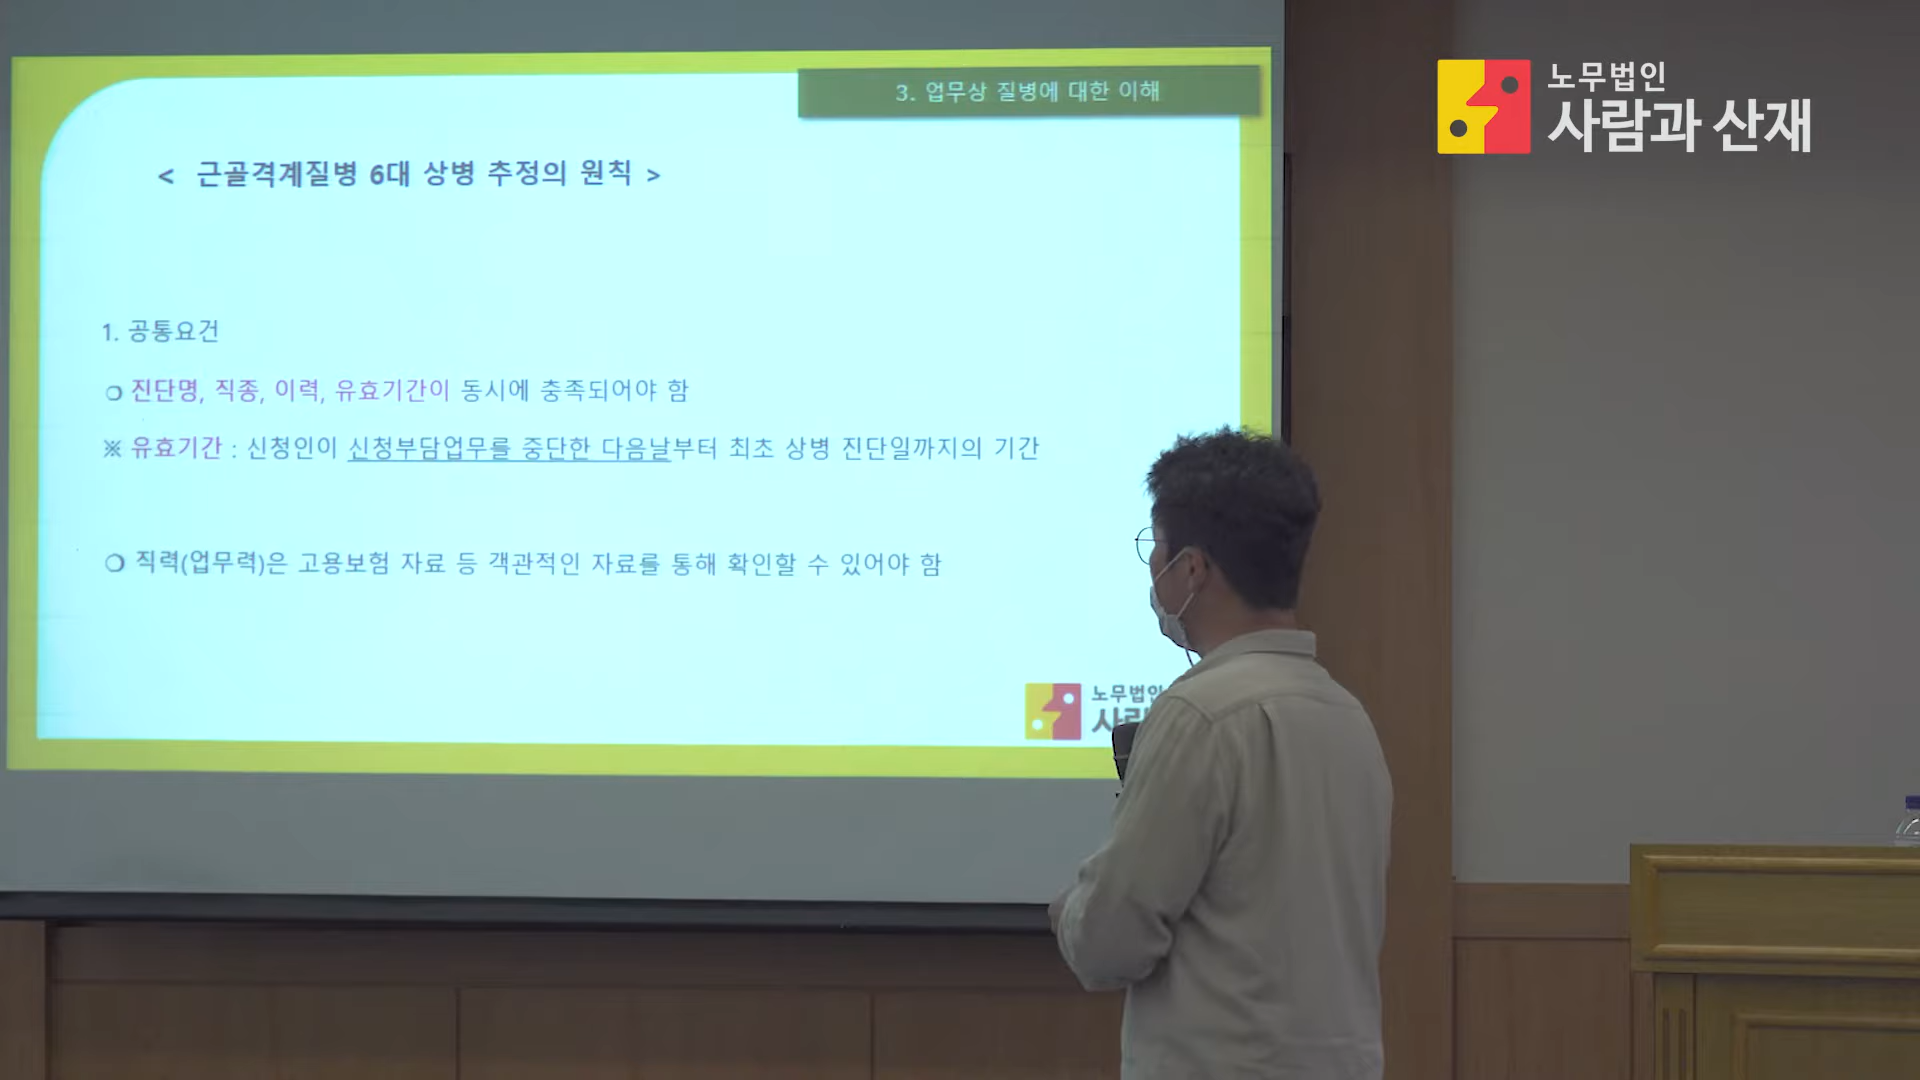 3. 업무상 질병에 대한 이해
노무법인
사람과 산재
< 근골격계질병 6대 상병 추정의 원칙 >
1. 공통요건
❍ 진단명, 직종, 이력, 유효기간이 동시에 충족되어야 함
※ 유효기간 : 신청인이 신청부담업무를 중단한 다음날부터 최초 상병 진단일까지의 기간
❍ 직력(업무력)은 고용보험 자료 등 객관적인 자료를 통해 확인할 수 있어야 함
노무법인